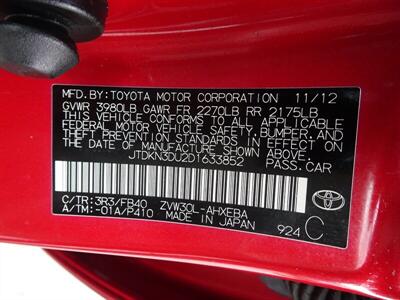 MFD. BY: TOYOTA MOTOR CORPORATION 11/12
GVWR 3980LB GAWR FR 2270LB RR 2175LB
THIS VEHICLE CONFORMS TO ALL APPLICABLE
FEDERAL MOTOR VEHICLE SAFETY, BUMPER, AND
THEFT PREVENTION STANDARDS IN EFFECT ON
THE DATE OF MANUFACTURE SHOWN ABOVE.
JTDKN3DU2D1633852 PASS. CAR
C/TR: 3R3/FB40 ZVW30L-AHXEBA
A/TM: -01A/P410 MADE IN JAPAN 924 C
TOYOTA